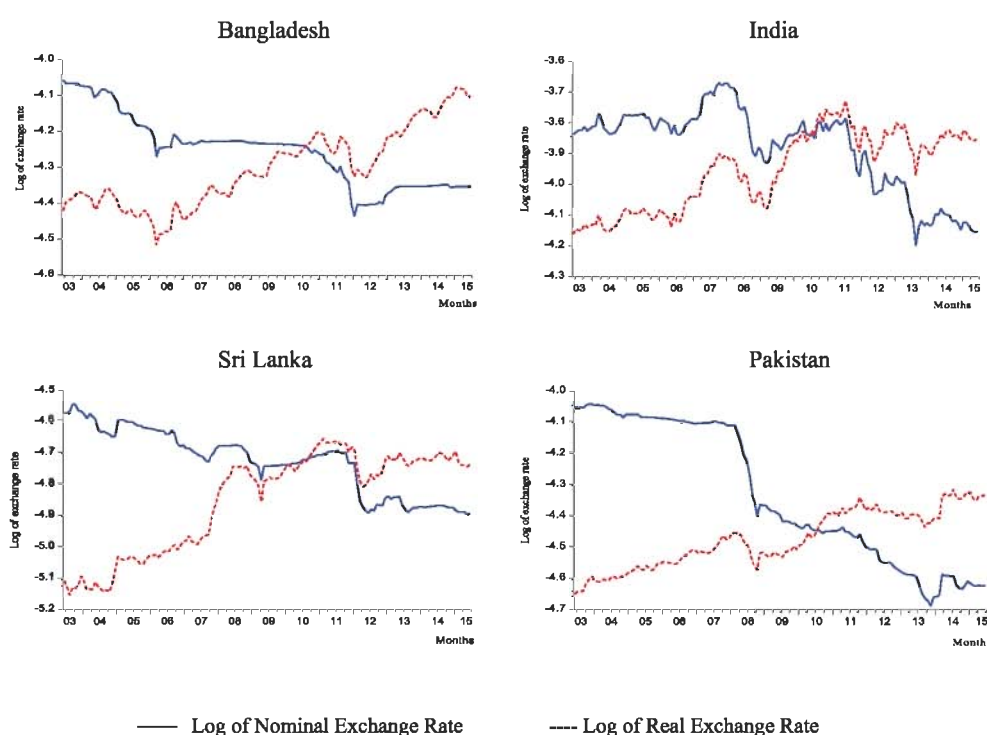 Bangladesh
Log of exchange rate
-4.0
-4.1
-4.2
-4.3
-4.4
-4.5
-4.6
03 04 05 06 07 08 09 10 11 12 13 14 15
Months
India
Log of exchange rate
-3.6
-3.7
-3.8
-3.9
-4.0
-4.1
-4.2
-4.3
03 04 05 06 07 08 09 10 11 12 13 14 15
Months
Sri Lanka
Log of exchange rate
-4.5
-4.6
-4.7
-4.8
-4.9
-5.0
-5.1
-5.2
03 04 05 06 07 08 09 10 11 12 13 14 15
Months
Pakistan
Log of exchange rate
-4.0
-4.1
-4.2
-4.3
-4.4
-4.5
-4.6
-4.7
03 04 05 06 07 08 09 10 11 12 13 14 15
Month
Log of Nominal Exchange Rate
Log of Real Exchange Rate